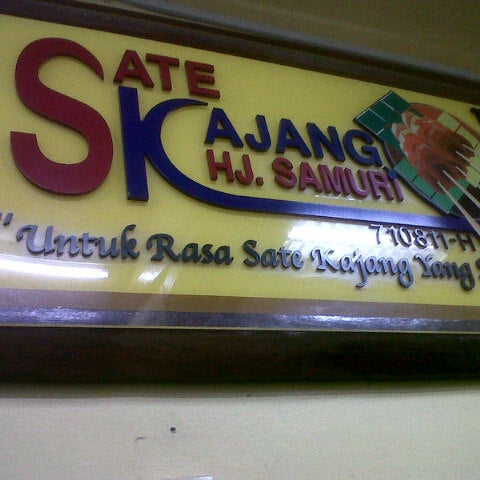 SATE
KAJANG
HJ. SAMURI
710811-H
"Untuk Rasa Sate Kajang Yang